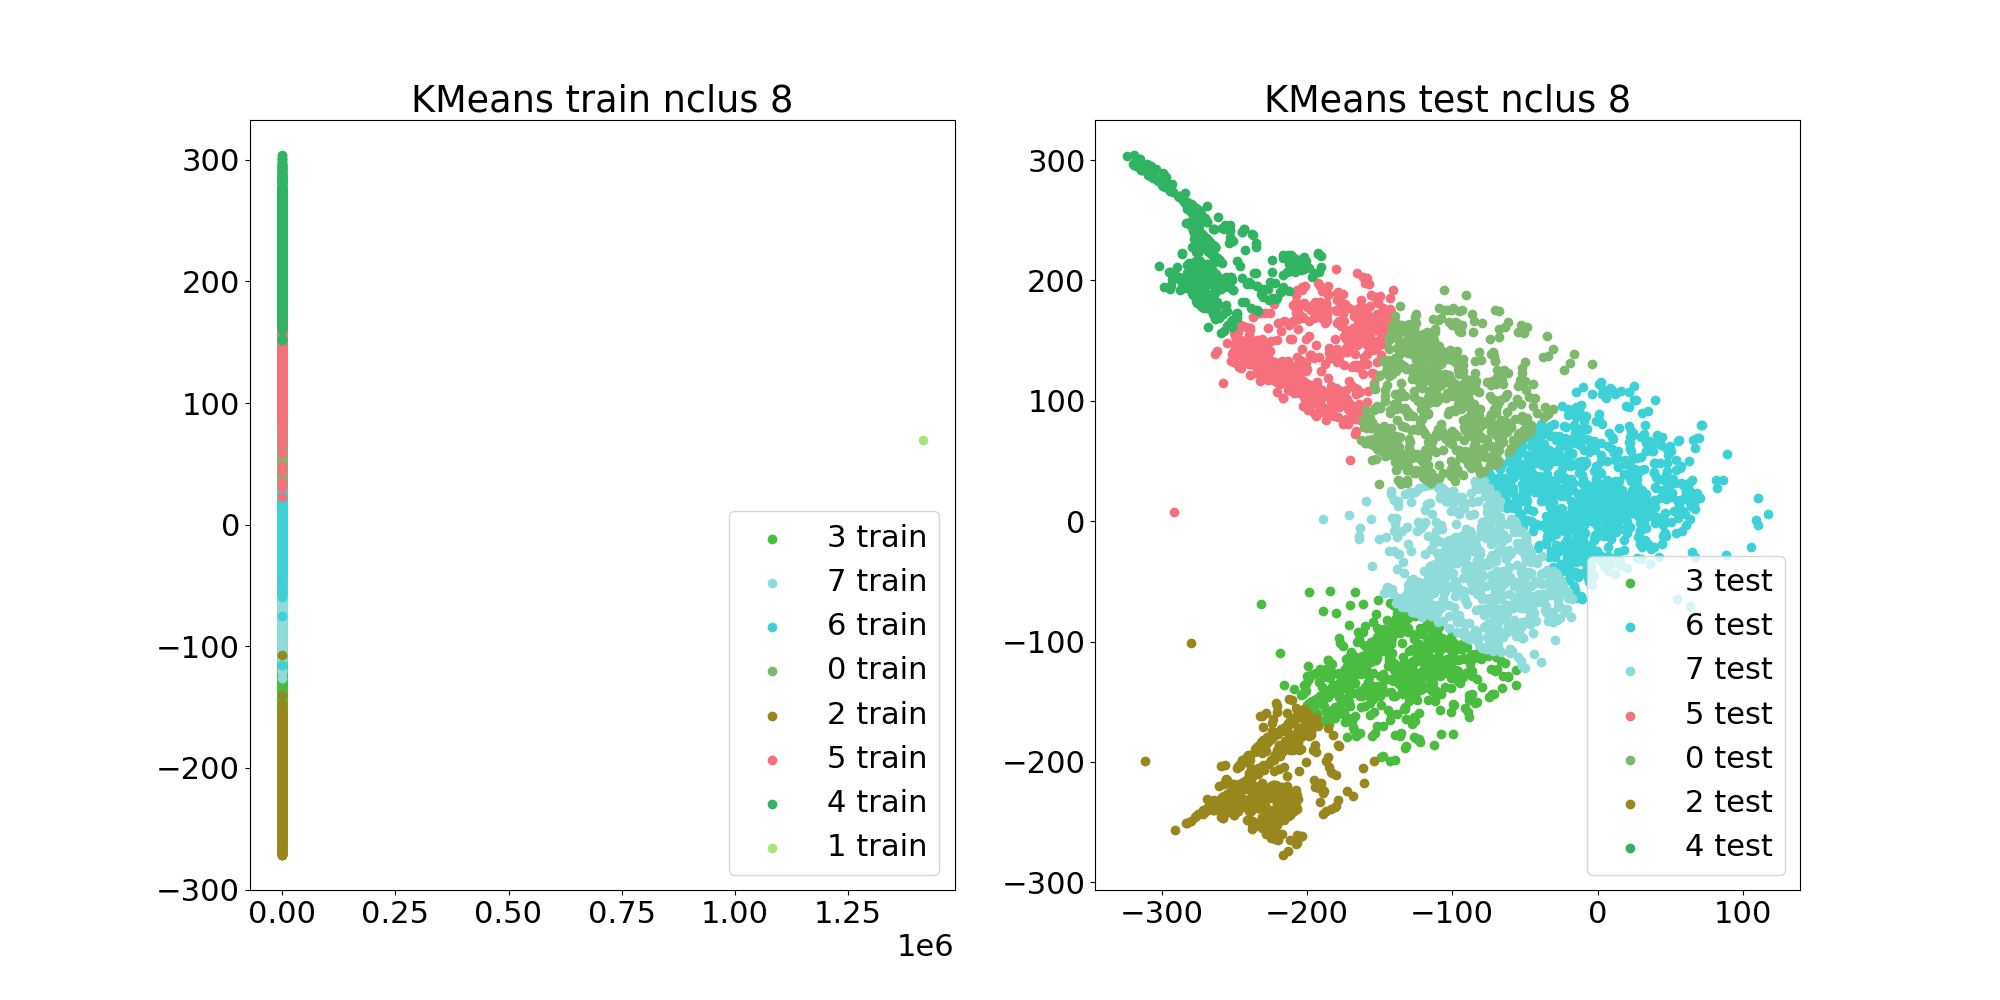 KMeans train nclus 8
300
200
100
0
−100
−200
−300
0.00 0.25 0.50 0.75 1.00 1.25
1e6
3 train
7 train
6 train
0 train
2 train
5 train
4 train
1 train
KMeans test nclus 8
300
200
100
0
−100
−200
−300
−300 −200 −100 0 100
3 test
6 test
7 test
5 test
0 test
2 test
4 test